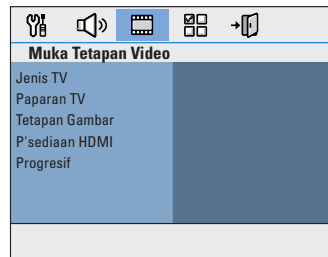 Muka Tetapan Video
Jenis TV
Paparan TV
Tetapan Gambar
P'sediaan HDMI
Progresif